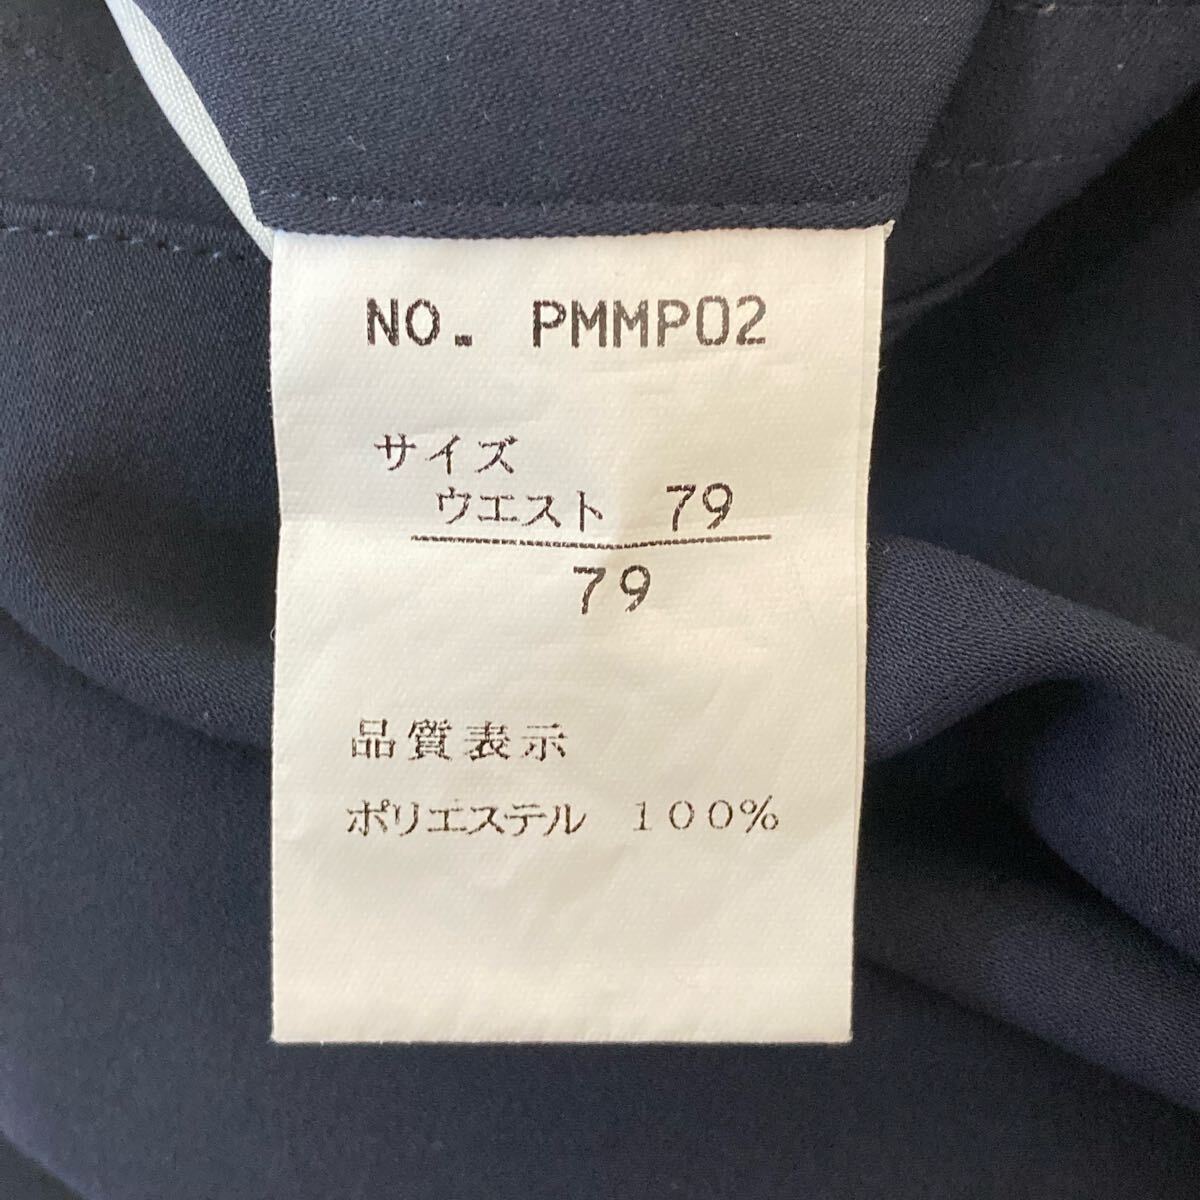 NO. PMMP02
サイズ
ウエスト 79
79
品質表示
ポリエステル 100%